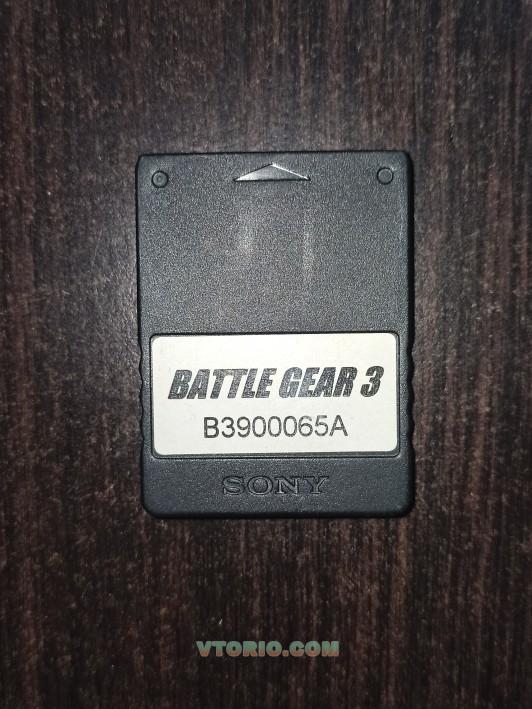 BATTLE GEAR 3
B3900065A
SONY
VTORIO.COM